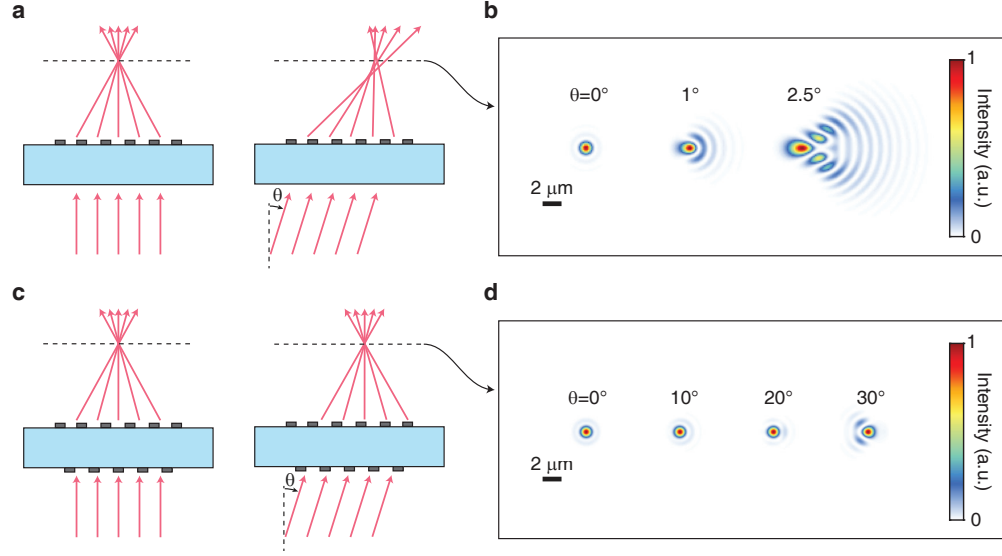 a
b
θ
θ=0°
1°
2.5°
2 μm
1
Intensity (a.u.)
0
c
d
θ
θ=0°
10°
20°
30°
2 μm
1
Intensity (a.u.)
0